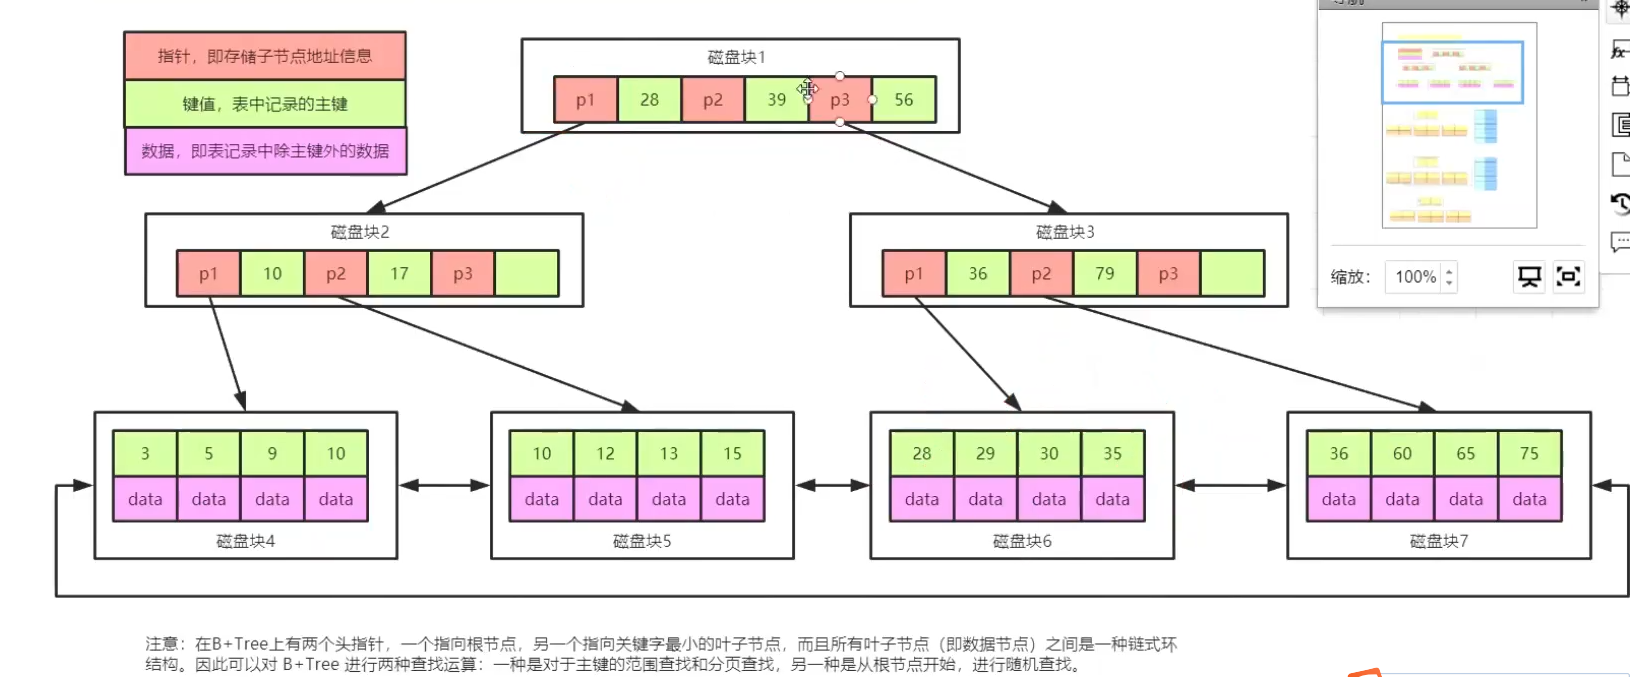 导航
指针，即存储子节点地址信息
键值，表中记录的主键
数据，即表记录中除主键外的数据
磁盘块1
p1 28 p2 39 p3 56
磁盘块2
p1 10 p2 17 p3
磁盘块3
p1 36 p2 79 p3
缩放： 100%
3 5 9 10
data data data data
磁盘块4
10 12 13 15
data data data data
磁盘块5
28 29 30 35
data data data data
磁盘块6
36 60 65 75
data data data data
磁盘块7
注意：在B+Tree上有两个头指针，一个指向根节点，另一个指向关键字最小的叶子节点，而且所有叶子节点（即数据节点）之间是一种链式环
结构。因此可以对 B+Tree 进行两种查找运算：一种是对于主键的范围查找和分页查找，另一种是从根节点开始，进行随机查找。